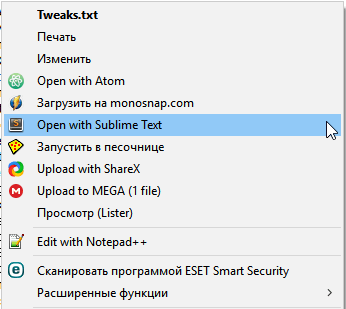 Tweaks.txt
Печать
Изменить
Open with Atom
Загрузить на monosnap.com
Open with Sublime Text
Запустить в песочнице
Upload with ShareX
Upload to MEGA (1 file)
Просмотр (Lister)
Edit with Notepad++
Сканировать программой ESET Smart Security
Расширенные функции